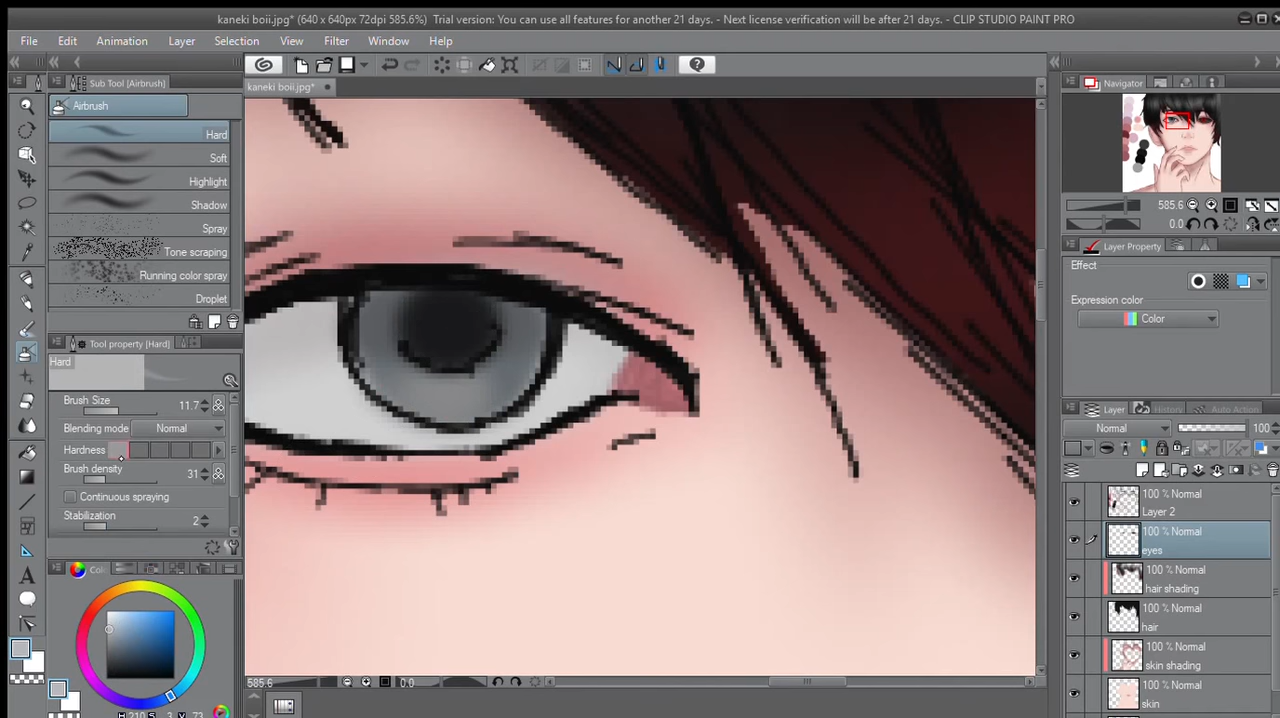 kaneki boii.jpg* (640 x 640px 72dpi 585.6%) Trial version: You can use all features for another 21 days. - Next license verification will be after 21 days. - CLIP STUDIO PAINT PRO
File Edit Animation Layer Selection View Filter Window Help
Sub Tool [Airbrush]
kaneki boii.jpg*
Navigator
Airbrush
Hard
Soft
Highlight
Shadow
Spray
Tone scraping
Running color spray
Droplet
585.6
0.0
Tool property [Hard]
Hard
Brush Size 11.7
Blending mode Normal
Hardness
Brush density 31
Continuous spraying
Stabilization 2
Layer Property
Effect
Expression color
Color
Layer History Auto Action
Normal 100
100 % Normal
Layer 2
100 % Normal
eyes
100 % Normal
hair shading
100 % Normal
hair
100 % Normal
skin shading
100 % Normal
skin
585.6 0.0
H 210 S 3 V 73